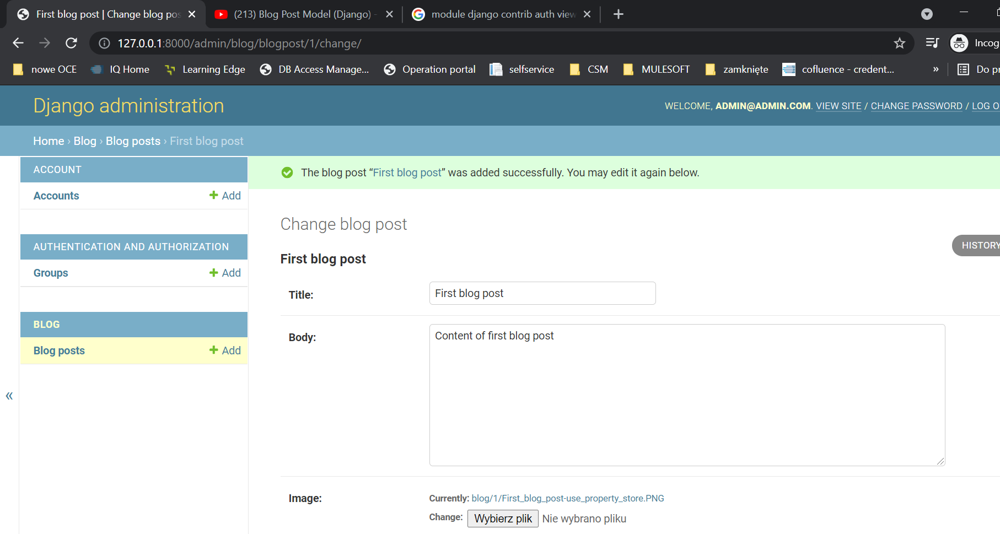 First blog post | Change blog pos
(213) Blog Post Model (Django) -
module django contrib auth view
127.0.0.1:8000/admin/blog/blogpost/1/change/
Incog
nowe OCE
IQ Home
Learning Edge
DB Access Manage...
Operation portal
selfservice
CSM
MULESOFT
zamknięte
cofluence - credent...
»
Do pr
Django administration
WELCOME, ADMIN@ADMIN.COM. VIEW SITE / CHANGE PASSWORD / LOG O
Home › Blog › Blog posts › First blog post
ACCOUNT
Accounts
+ Add
AUTHENTICATION AND AUTHORIZATION
Groups
+ Add
BLOG
Blog posts
+ Add
«
The blog post “First blog post” was added successfully. You may edit it again below.
Change blog post
HISTORY
First blog post
Title:
First blog post
Body:
Content of first blog post
Image:
Currently: blog/1/First_blog_post-use_property_store.PNG
Change: Wybierz plik Nie wybrano pliku